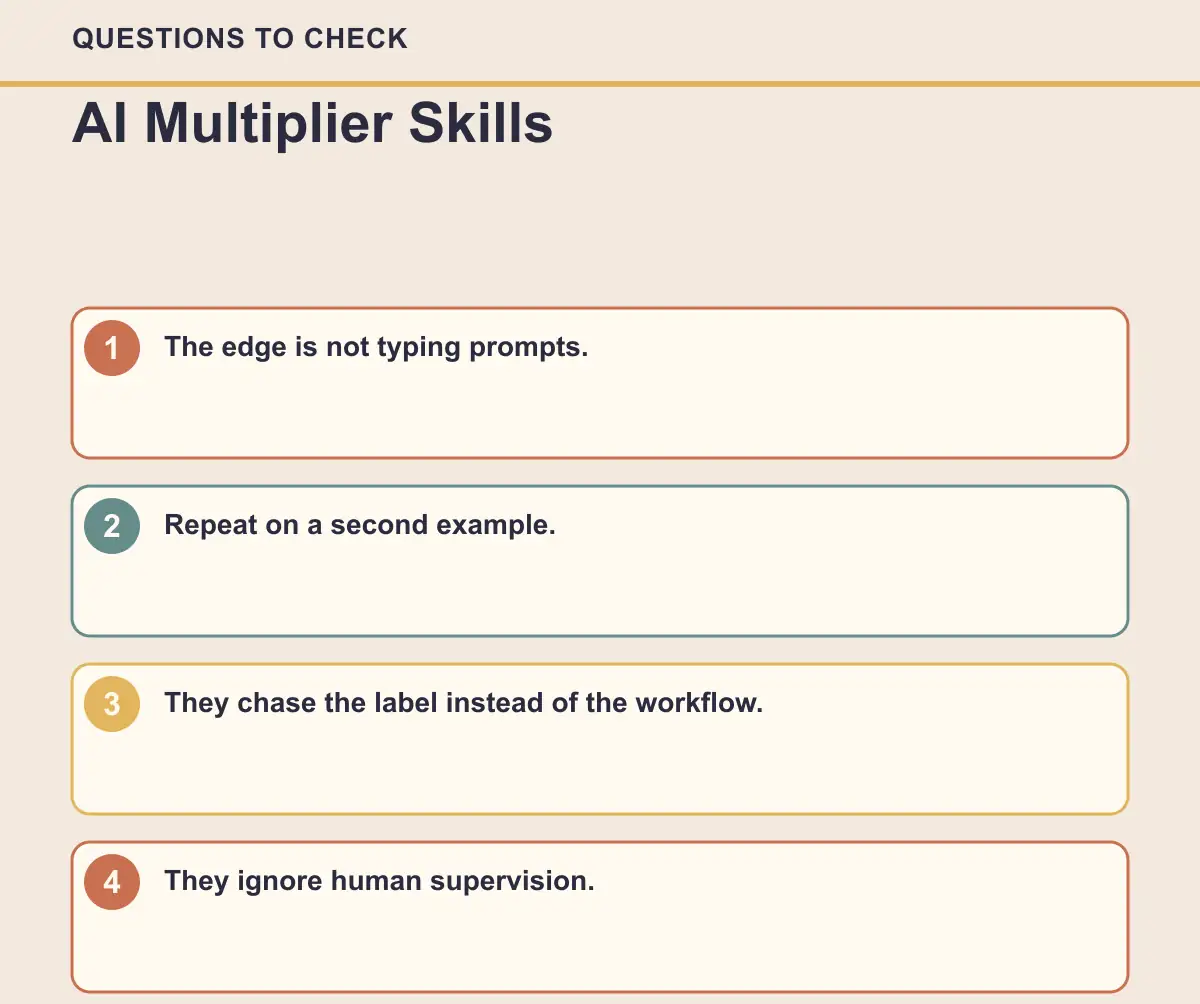 QUESTIONS TO CHECK
AI Multiplier Skills
1 The edge is not typing prompts.
2 Repeat on a second example.
3 They chase the label instead of the workflow.
4 They ignore human supervision.